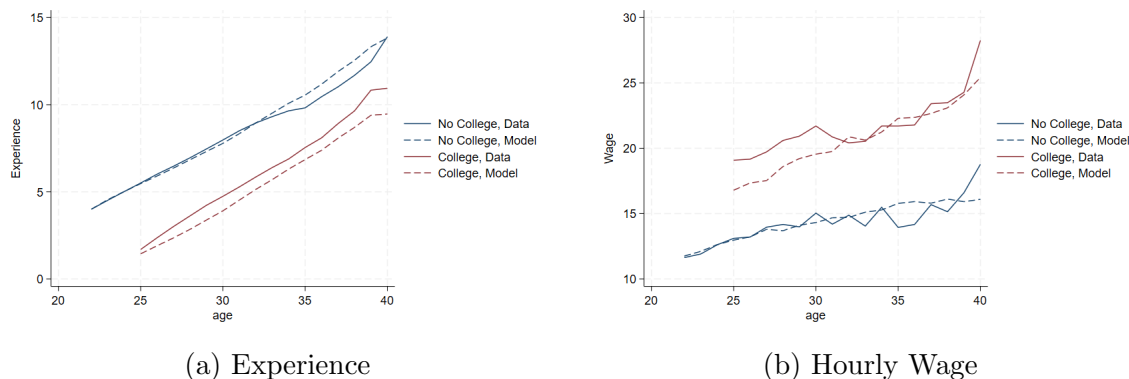 15
10
5
0
Experience
20
25
30
35
40
age
No College, Data
No College, Model
College, Data
College, Model
(a) Experience
30
25
20
15
10
Wage
20
25
30
35
40
age
No College, Data
No College, Model
College, Data
College, Model
(b) Hourly Wage